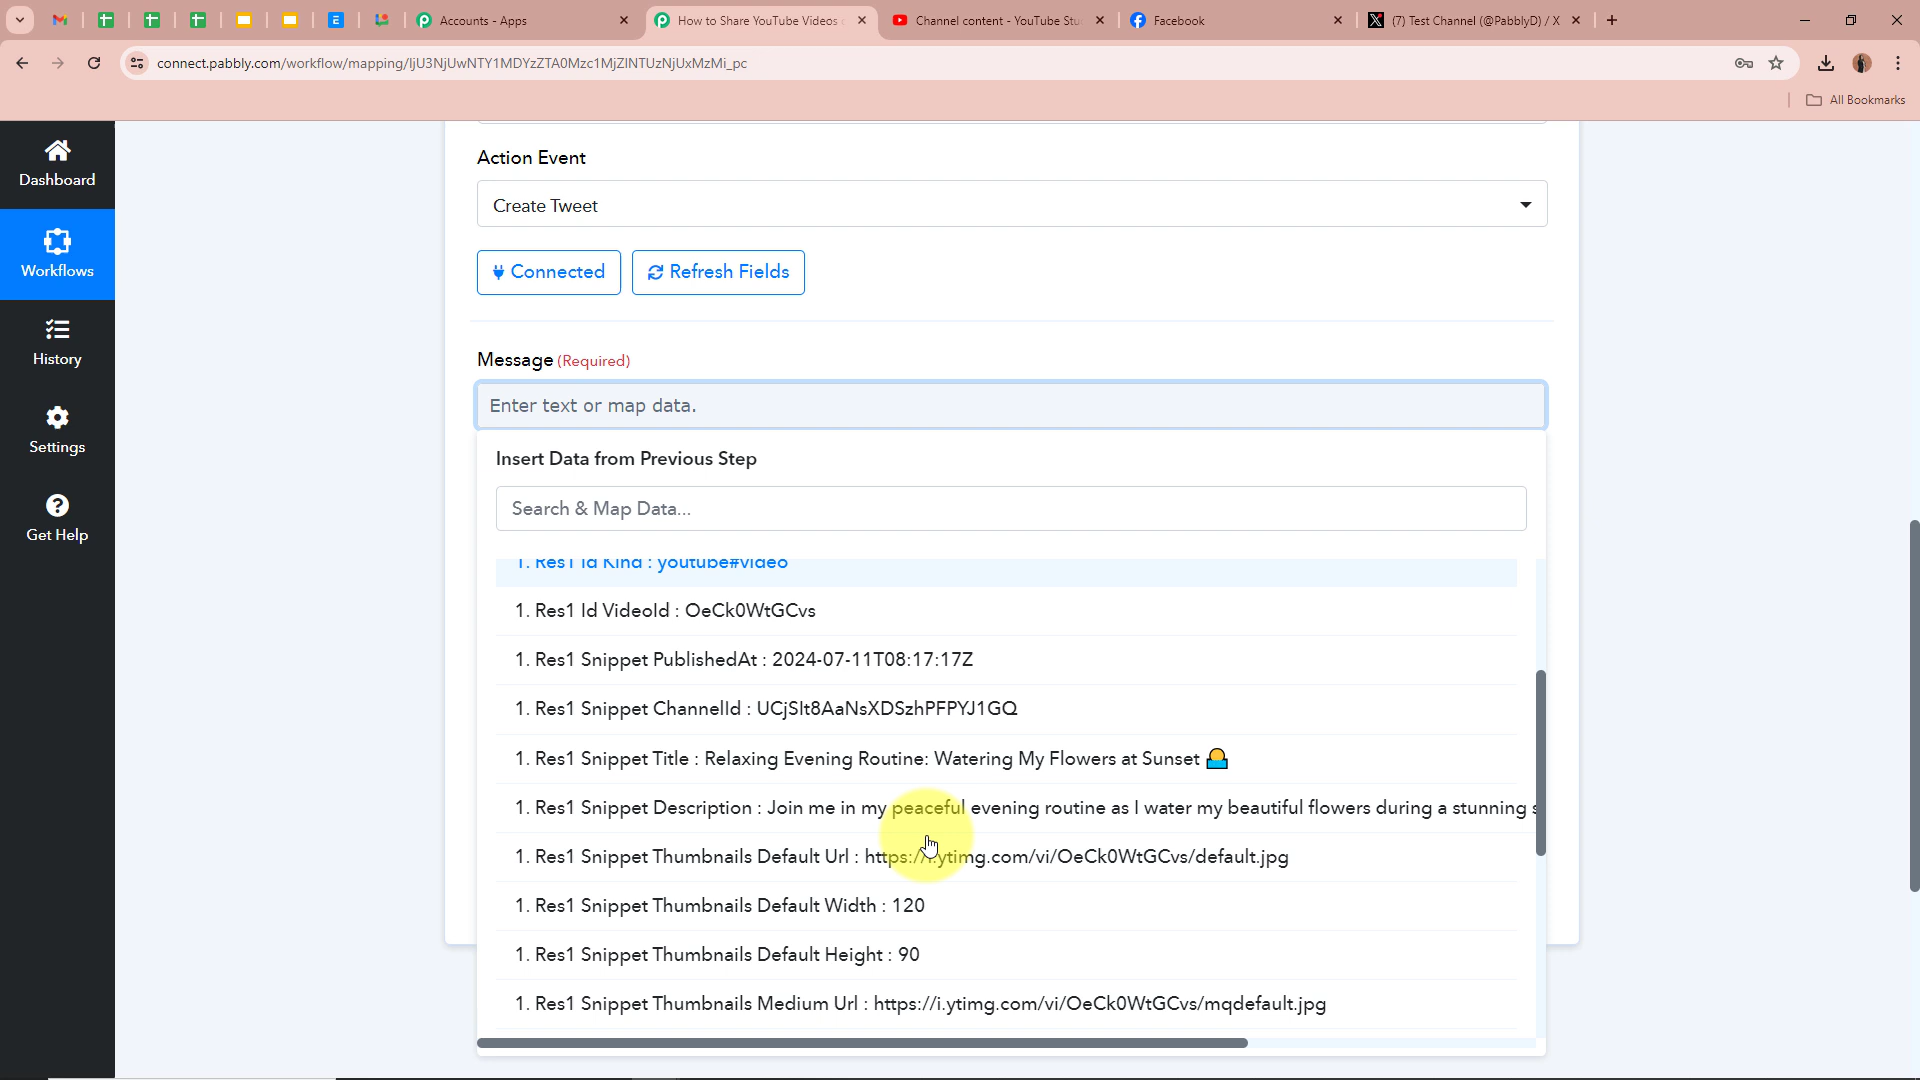 Accounts - Apps
How to Share YouTube Videos
Channel content - YouTube Stu
Facebook
(7) Test Channel (@PabblyD) / X
connect.pabbly.com/workflow/mapping/IjU3NjUwNTY1MDYzZTA0Mzc1MjZlNTUzNjUxMzMi_pc
All Bookmarks
Dashboard
Workflows
History
Settings
Get Help
Action Event
Create Tweet
Connected
Refresh Fields
Message (Required)
Enter text or map data.
Insert Data from Previous Step
Search & Map Data...
1. Res1 Id Kind : youtube#video
1. Res1 Id VideoId : OeCk0WtGCvs
1. Res1 Snippet PublishedAt : 2024-07-11T08:17:17Z
1. Res1 Snippet ChannelId : UCjSIt8AaNsXDSzhPFPYJ1GQ
1. Res1 Snippet Title : Relaxing Evening Routine: Watering My Flowers at Sunset
1. Res1 Snippet Description : Join me in my peaceful evening routine as I water my beautiful flowers during a stunning s
1. Res1 Snippet Thumbnails Default Url : https://i.ytimg.com/vi/OeCk0WtGCvs/default.jpg
1. Res1 Snippet Thumbnails Default Width : 120
1. Res1 Snippet Thumbnails Default Height : 90
1. Res1 Snippet Thumbnails Medium Url : https://i.ytimg.com/vi/OeCk0WtGCvs/mqdefault.jpg